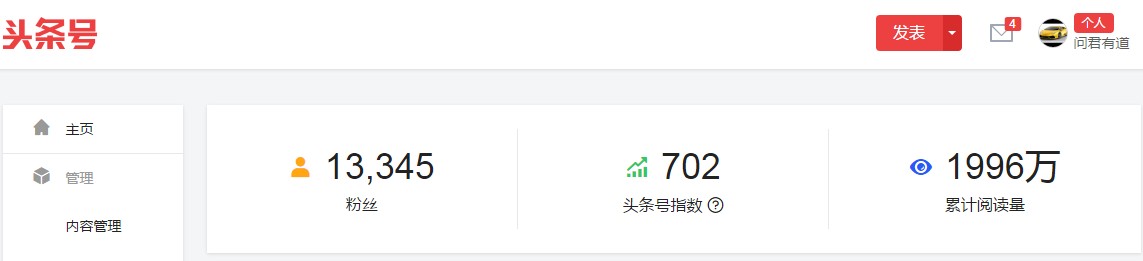 头条号
发表
4
个人
问君有道
主页
管理
内容管理
13,345
粉丝
702
头条号指数
1996万
累计阅读量